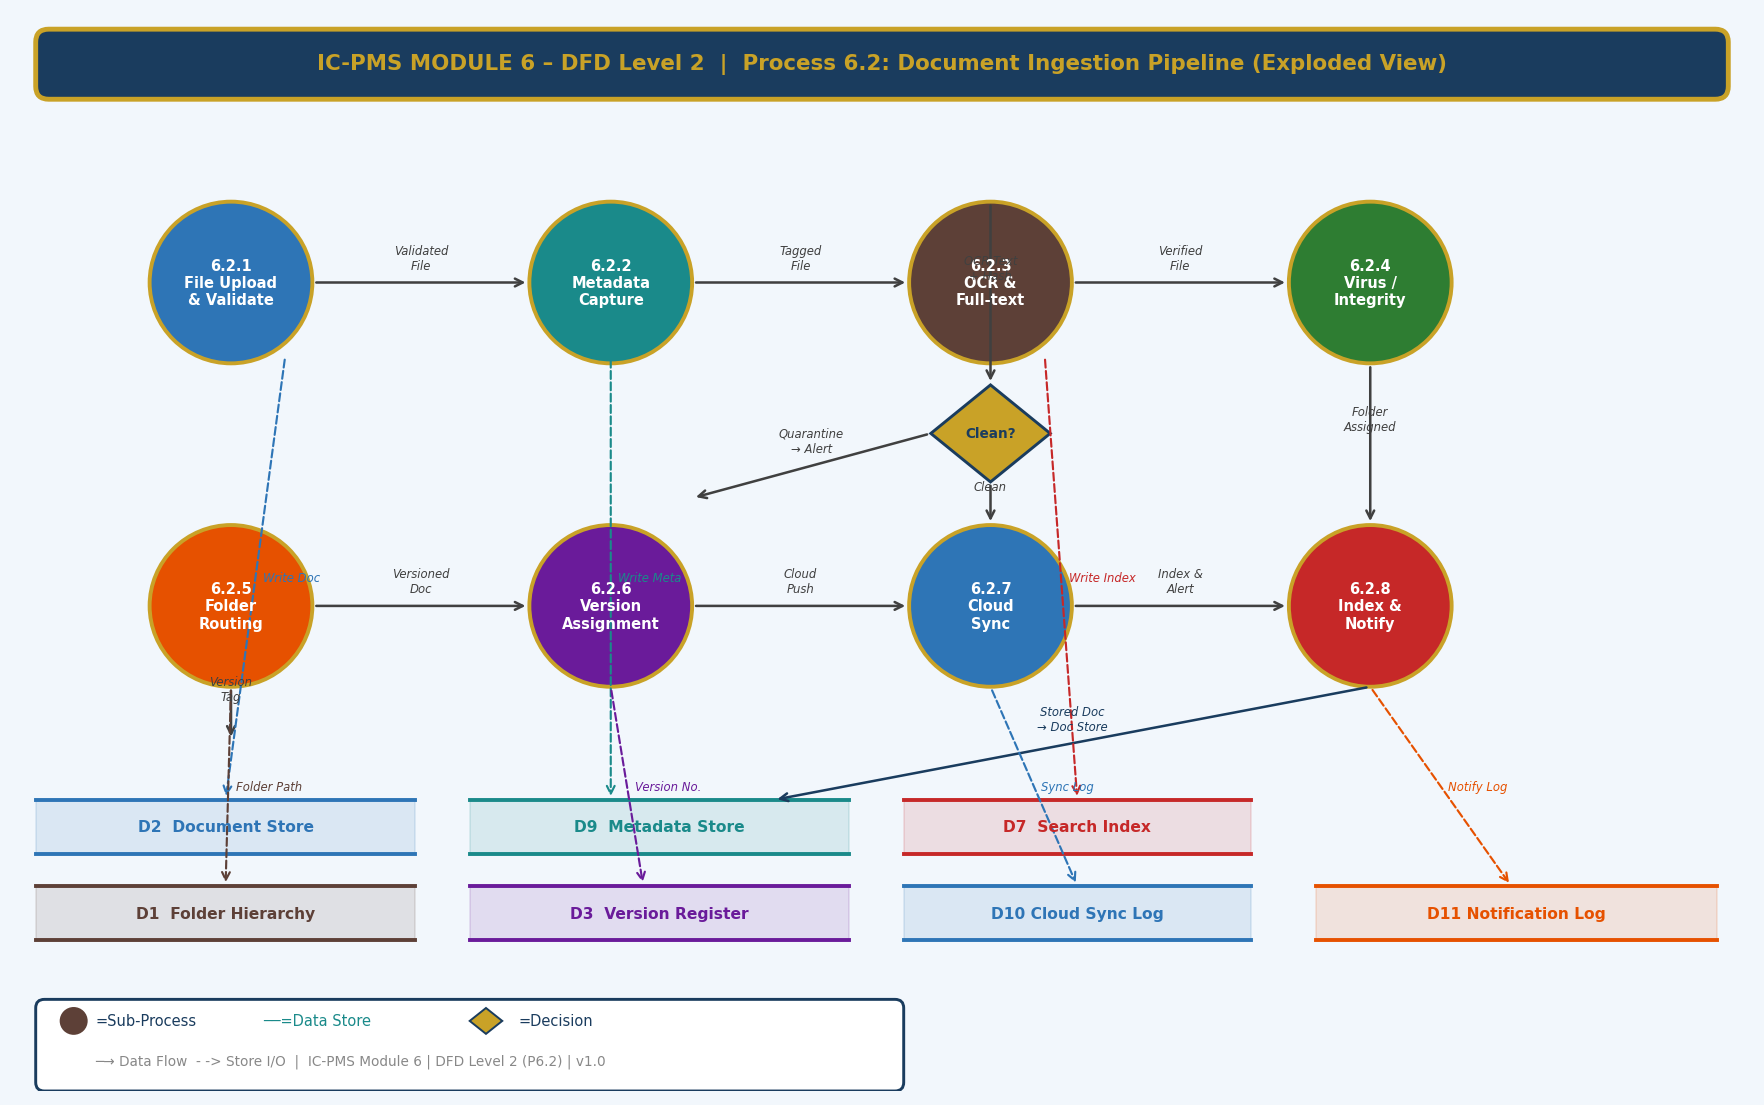 IC-PMS MODULE 6 – DFD Level 2 | Process 6.2: Document Ingestion Pipeline (Exploded View)
6.2.1
File Upload
& Validate
Validated
File
6.2.2
Metadata
Capture
Tagged
File
6.2.3
OCR &
Full-text
Verified
File
6.2.4
Virus /
Integrity
Quarantine
→ Alert
Clean?
Clean
Folder
Assigned
6.2.5
Folder
Routing
Write Doc
Versioned
Doc
6.2.6
Version
Assignment
Write Meta
Cloud
Push
6.2.7
Cloud
Sync
Write Index
Index &
Alert
6.2.8
Index &
Notify
Version
Tag
Stored Doc
→ Doc Store
Folder Path
Version No.
Sync Log
Notify Log
D2 Document Store
D9 Metadata Store
D7 Search Index
D1 Folder Hierarchy
D3 Version Register
D10 Cloud Sync Log
D11 Notification Log
=Sub-Process
—=Data Store
=Decision
—→ Data Flow - -> Store I/O | IC-PMS Module 6 | DFD Level 2 (P6.2) | v1.0